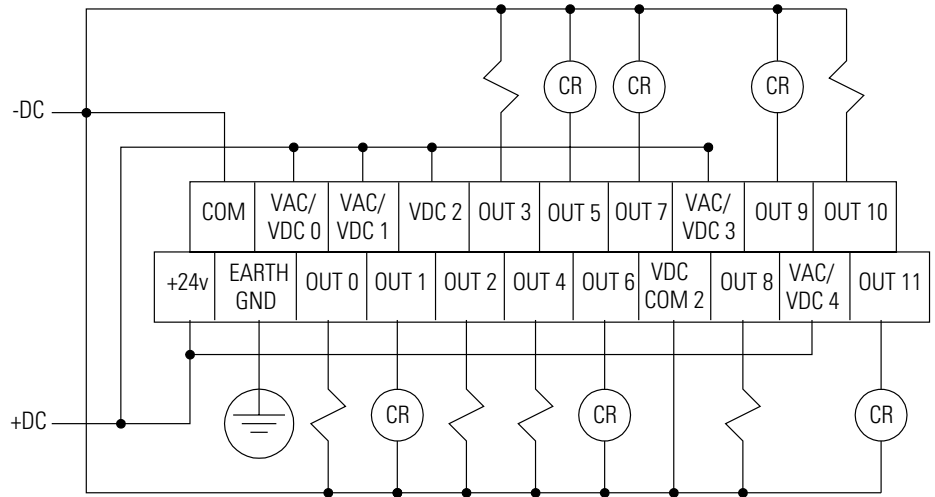 CR CR CR
-DC
COM VAC/ VDC 0 VAC/ VDC 1 VDC 2 OUT 3 OUT 5 OUT 7 VAC/ VDC 3 OUT 9 OUT 10
+24v EARTH GND OUT 0 OUT 1 OUT 2 OUT 4 OUT 6 VDC COM 2 OUT 8 VAC/ VDC 4 OUT 11
+DC CR CR CR